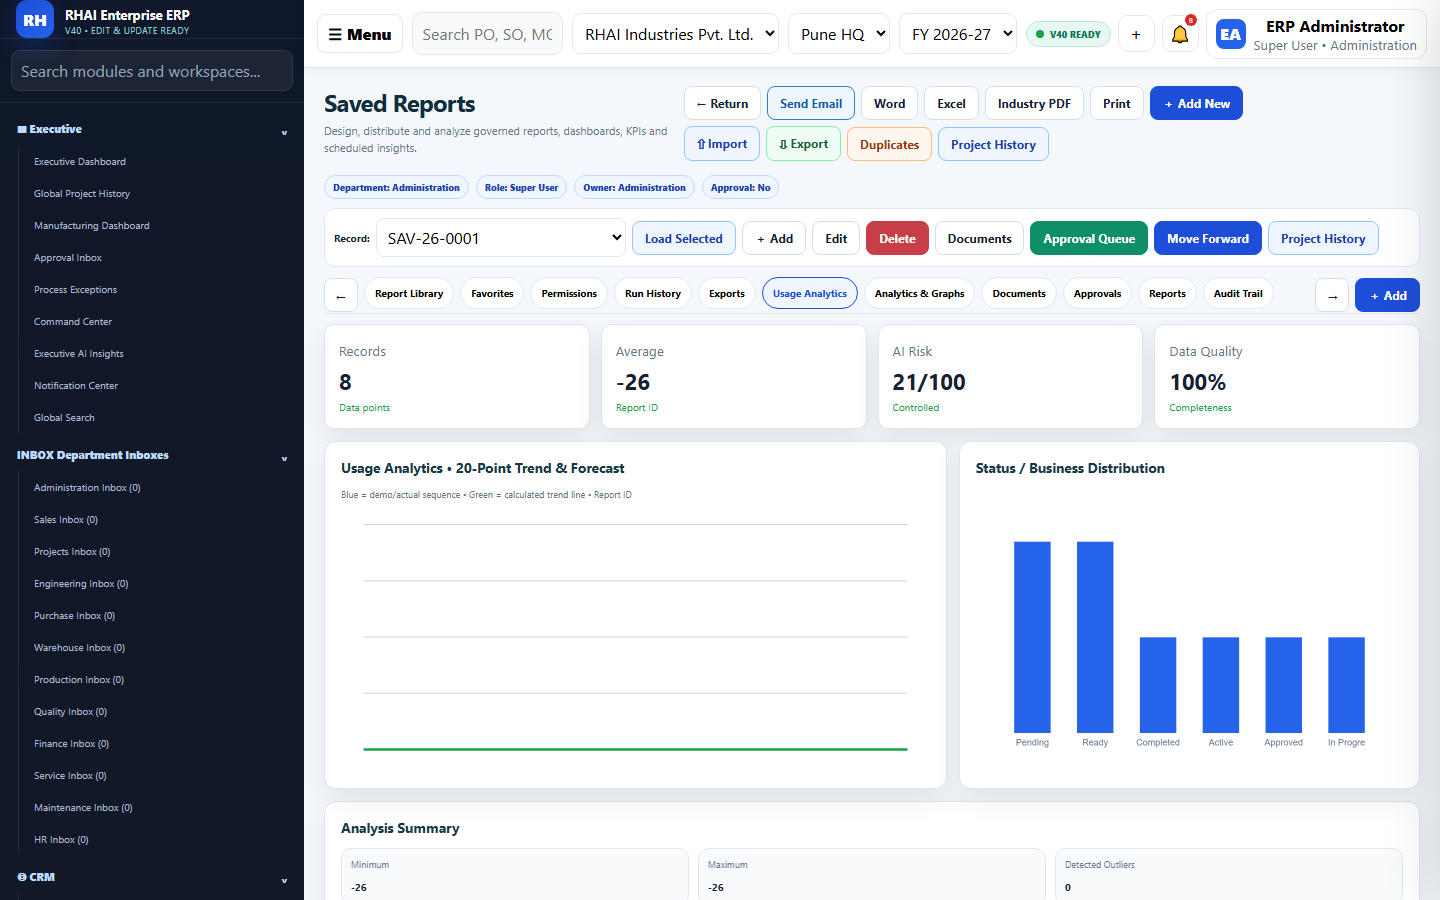 RH
RHAI Enterprise ERP
V40 • EDIT & UPDATE READY
Search modules and workspaces...
Executive
Executive Dashboard
Global Project History
Manufacturing Dashboard
Approval Inbox
Process Exceptions
Command Center
Executive AI Insights
Notification Center
Global Search
INBOX Department Inboxes
Administration Inbox (0)
Sales Inbox (0)
Projects Inbox (0)
Engineering Inbox (0)
Purchase Inbox (0)
Warehouse Inbox (0)
Production Inbox (0)
Quality Inbox (0)
Finance Inbox (0)
Service Inbox (0)
Maintenance Inbox (0)
HR Inbox (0)
CRM
☰ Menu
Search PO, SO, MO
RHAI Industries Pvt. Ltd.
Pune HQ
FY 2026-27
V40 READY
+
8
EA
ERP Administrator
Super User • Administration
Saved Reports
Design, distribute and analyze governed reports, dashboards, KPIs and
scheduled insights.
← Return
Send Email
Word
Excel
Industry PDF
Print
+ Add New
⇧ Import
⇩ Export
Duplicates
Project History
Department: Administration
Role: Super User
Owner: Administration
Approval: No
Record:
SAV-26-0001
Load Selected
+ Add
Edit
Delete
Documents
Approval Queue
Move Forward
Project History
←
Report Library
Favorites
Permissions
Run History
Exports
Usage Analytics
Analytics & Graphs
Documents
Approvals
Reports
Audit Trail
→
+ Add
Records
8
Data points
Average
-26
Report ID
AI Risk
21/100
Controlled
Data Quality
100%
Completeness
Usage Analytics • 20-Point Trend & Forecast
Blue = demo/actual sequence • Green = calculated trend line • Report ID
Status / Business Distribution
Pending
Ready
Completed
Active
Approved
In Progre
Analysis Summary
Minimum
-26
Maximum
-26
Detected Outliers
0